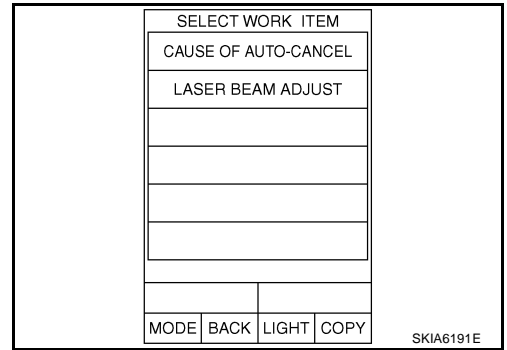 SELECT WORK ITEM
CAUSE OF AUTO-CANCEL
LASER BEAM ADJUST
MODE BACK LIGHT COPY
SKIA6191E